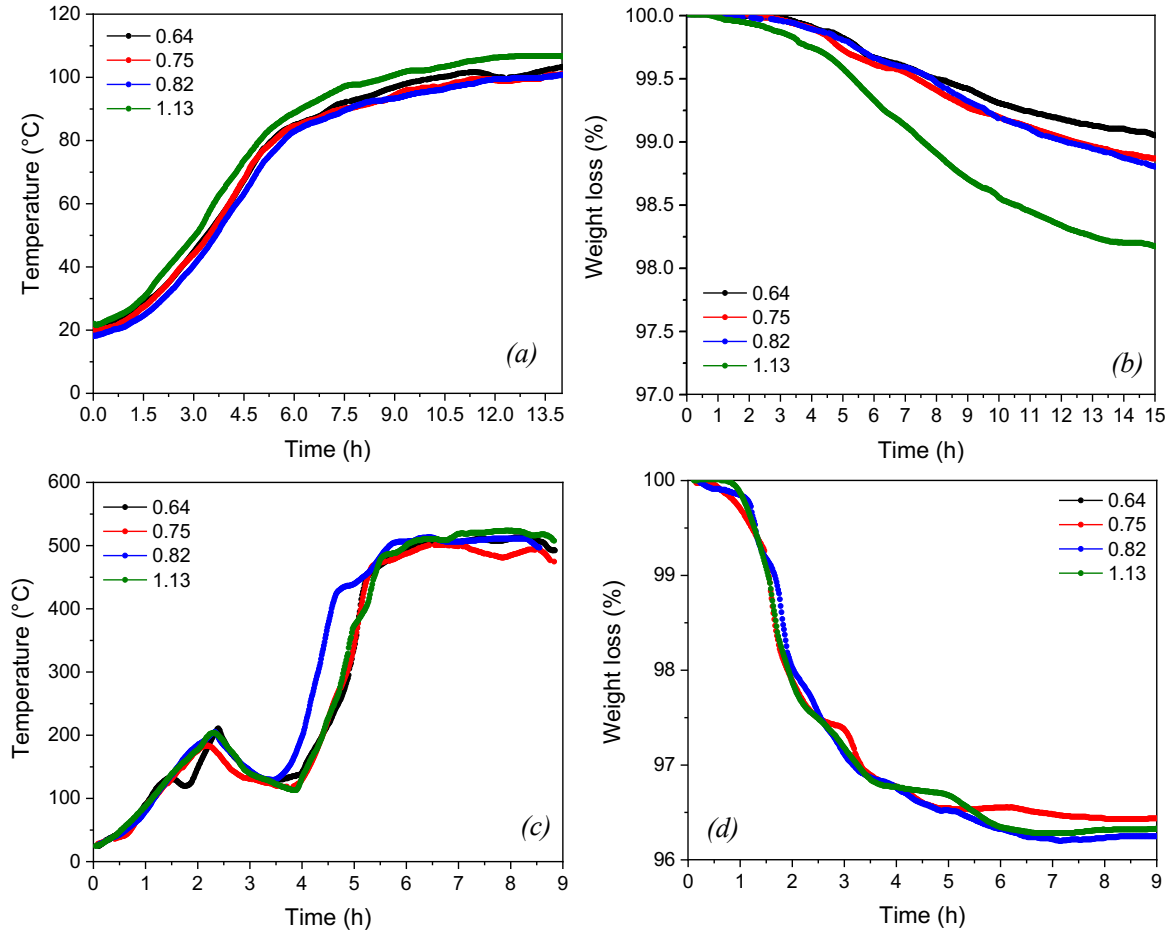 120
100
80
60
40
20
0
Temperature (°C)
0.64
0.75
0.82
1.13
(a)
0.0 1.5 3.0 4.5 6.0 7.5 9.0 10.5 12.0 13.5
Time (h)
100.0
99.5
99.0
98.5
98.0
97.5
97.0
Weight loss (%)
0.64
0.75
0.82
1.13
(b)
0 1 2 3 4 5 6 7 8 9 10 11 12 13 14 15
Time (h)
600
500
400
300
200
100
0
Temperature (°C)
0.64
0.75
0.82
1.13
(c)
0 1 2 3 4 5 6 7 8 9
Time (h)
100
99
98
97
96
Weight loss (%)
0.64
0.75
0.82
1.13
(d)
0 1 2 3 4 5 6 7 8 9
Time (h)